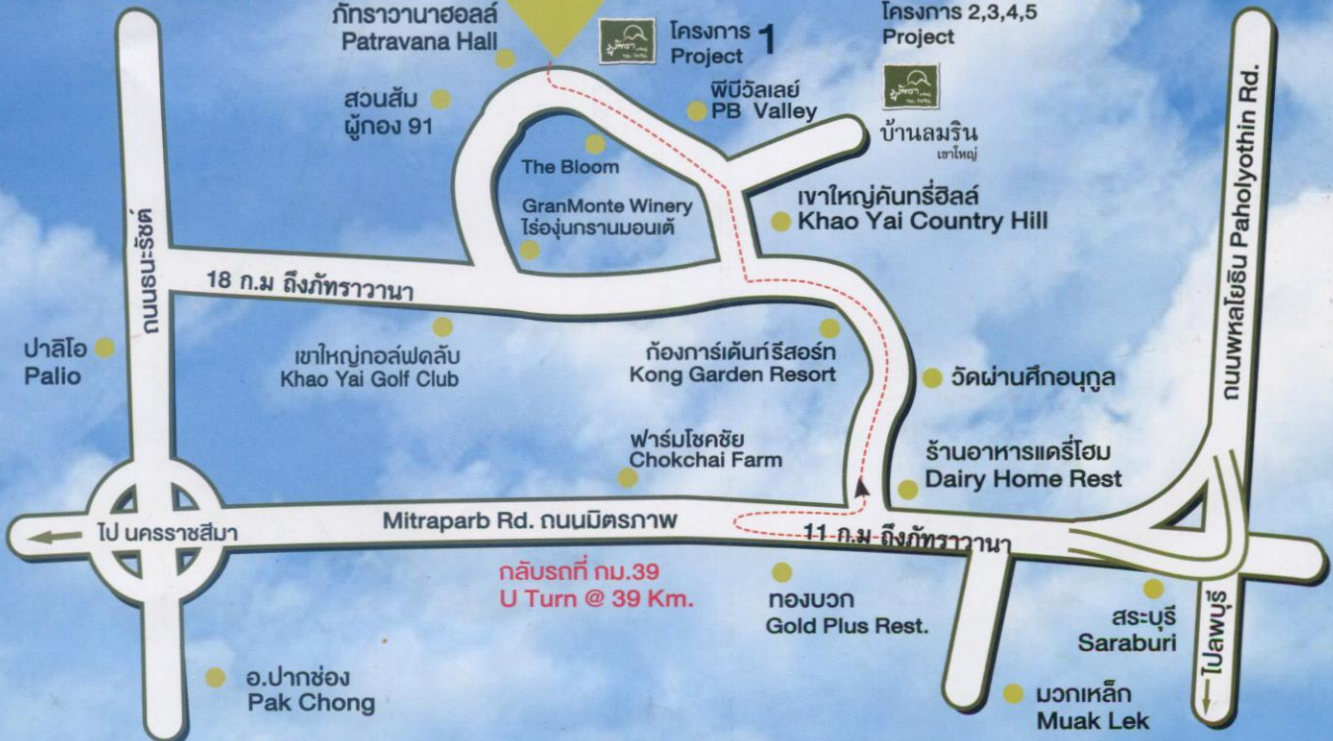 ภัทราวานาฮอลล์
Patravana Hall
โครงการ 1
Project
โครงการ 2,3,4,5
Project
สวนส้ม
ผู้กอง 91
พีบีวัลเลย์
PB Valley
บ้านลมริน
เขาใหญ่
The Bloom
GranMonte Winery
ไร่องุ่นกรานมอนเต้
เขาใหญ่คันทรี่ฮิลล์
Khao Yai Country Hill
ถนนพหลโยธิน Paholyothin Rd.
ถนนธนะรัชต์
18 ก.ม ถึงภัทราวานา
ปาลิโอ
Palio
เขาใหญ่กอล์ฟคลับ
Khao Yai Golf Club
ก้องการ์เด้นท์รีสอร์ท
Kong Garden Resort
วัดผ่านศึกอนุกูล
ฟาร์มโชคชัย
Chokchai Farm
ร้านอาหารแดรี่โฮม
Dairy Home Rest
ไป นครราชสีมา
Mitraparb Rd. ถนนมิตรภาพ
11 ก.ม ถึงภัทราวานา
กลับรถที่ กม.39
U Turn @ 39 Km.
ทองบวก
Gold Plus Rest.
สระบุรี
Saraburi
ไปลพบุรี
อ.ปากช่อง
Pak Chong
มวกเหล็ก
Muak Lek